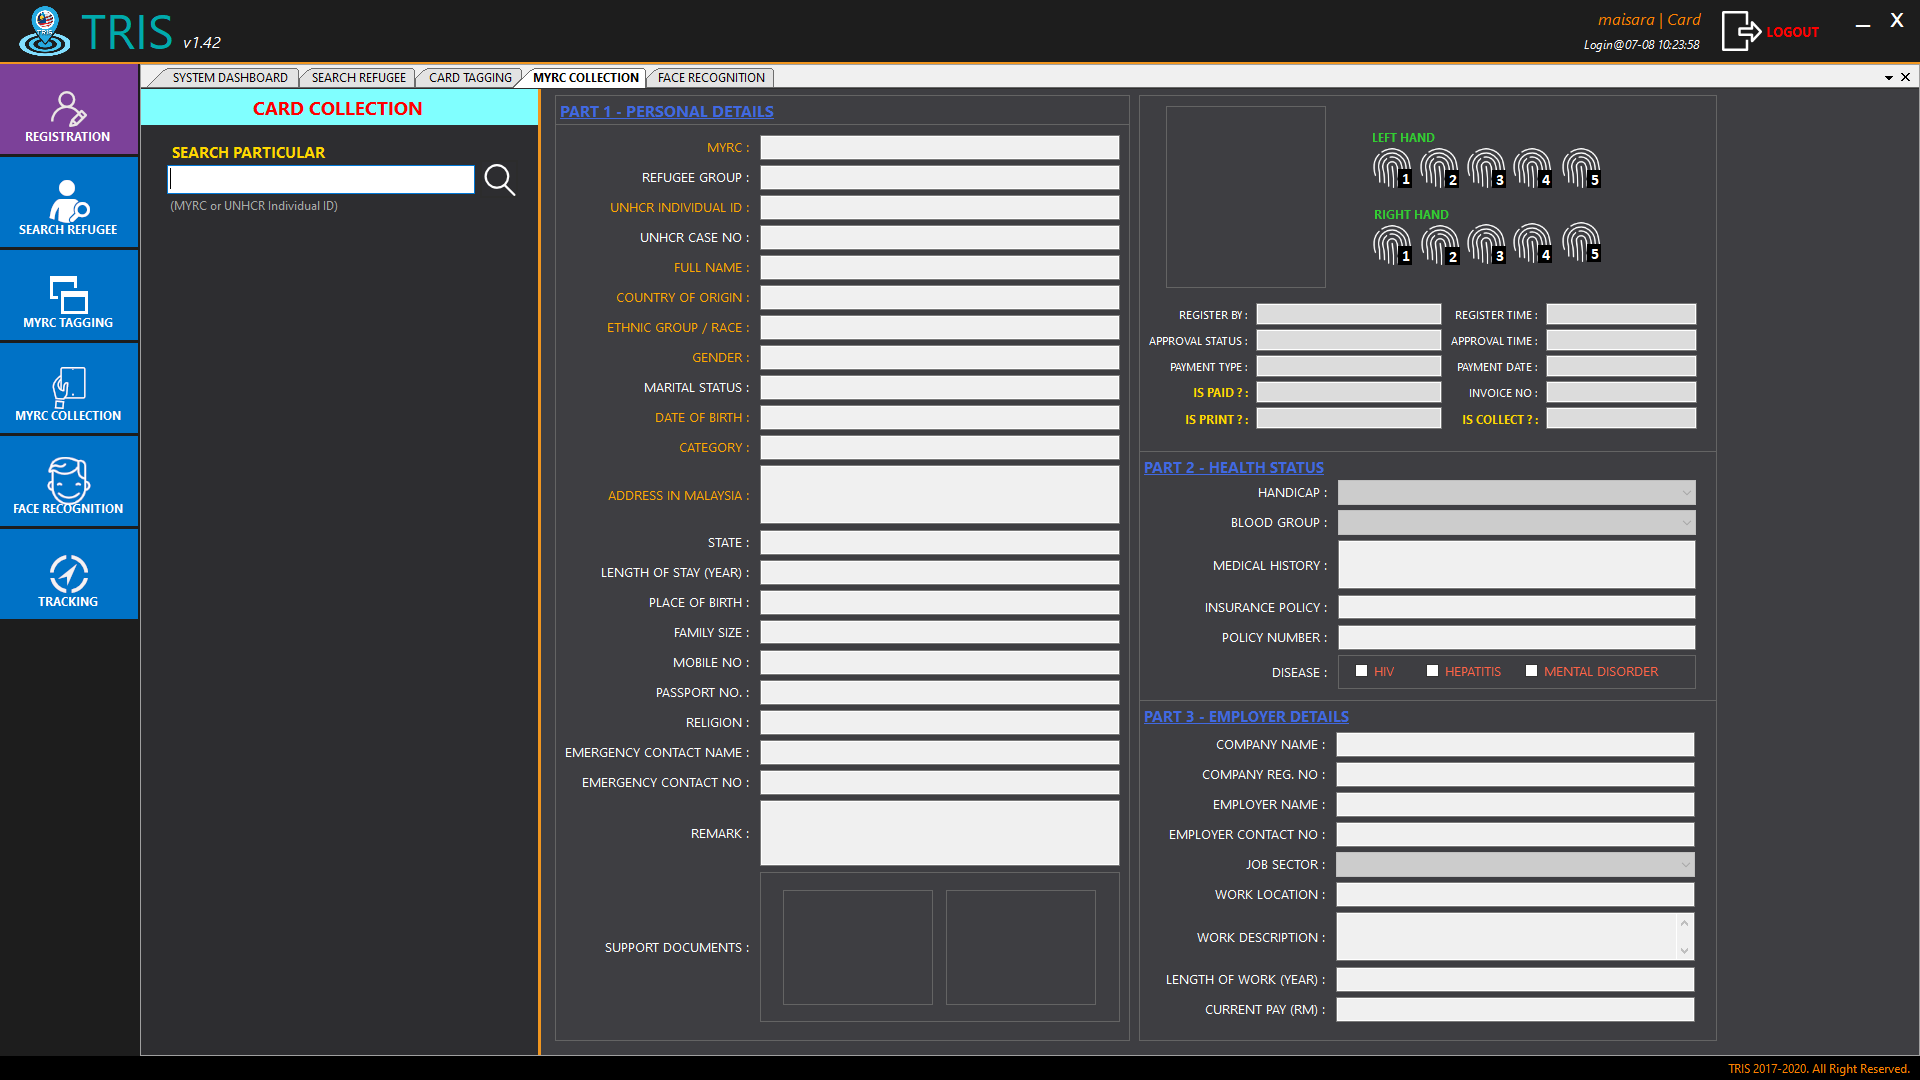 TRIS v1.42
maisara | Card
Login@07-08 10:23:58
LOGOUT
X
REGISTRATION
SEARCH REFUGEE
MYRC TAGGING
MYRC COLLECTION
FACE RECOGNITION
TRACKING
SYSTEM DASHBOARD
SEARCH REFUGEE
CARD TAGGING
MYRC COLLECTION
FACE RECOGNITION
CARD COLLECTION
SEARCH PARTICULAR
(MYRC or UNHCR Individual ID)
PART 1 - PERSONAL DETAILS
MYRC :
REFUGEE GROUP :
UNHCR INDIVIDUAL ID :
UNHCR CASE NO :
FULL NAME :
COUNTRY OF ORIGIN :
ETHNIC GROUP / RACE :
GENDER :
MARITAL STATUS :
DATE OF BIRTH :
CATEGORY :
ADDRESS IN MALAYSIA :
STATE :
LENGTH OF STAY (YEAR) :
PLACE OF BIRTH :
FAMILY SIZE :
MOBILE NO :
PASSPORT NO. :
RELIGION :
EMERGENCY CONTACT NAME :
EMERGENCY CONTACT NO :
REMARK :
SUPPORT DOCUMENTS :
LEFT HAND
1 2 3 4 5
RIGHT HAND
1 2 3 4 5
REGISTER BY : REGISTER TIME :
APPROVAL STATUS : APPROVAL TIME :
PAYMENT TYPE : PAYMENT DATE :
IS PAID ? : INVOICE NO :
IS PRINT ? : IS COLLECT ? :
PART 2 - HEALTH STATUS
HANDICAP :
BLOOD GROUP :
MEDICAL HISTORY :
INSURANCE POLICY :
POLICY NUMBER :
DISEASE : HIV HEPATITIS MENTAL DISORDER
PART 3 - EMPLOYER DETAILS
COMPANY NAME :
COMPANY REG. NO :
EMPLOYER NAME :
EMPLOYER CONTACT NO :
JOB SECTOR :
WORK LOCATION :
WORK DESCRIPTION :
LENGTH OF WORK (YEAR) :
CURRENT PAY (RM) :
TRIS 2017-2020. All Right Reserved.